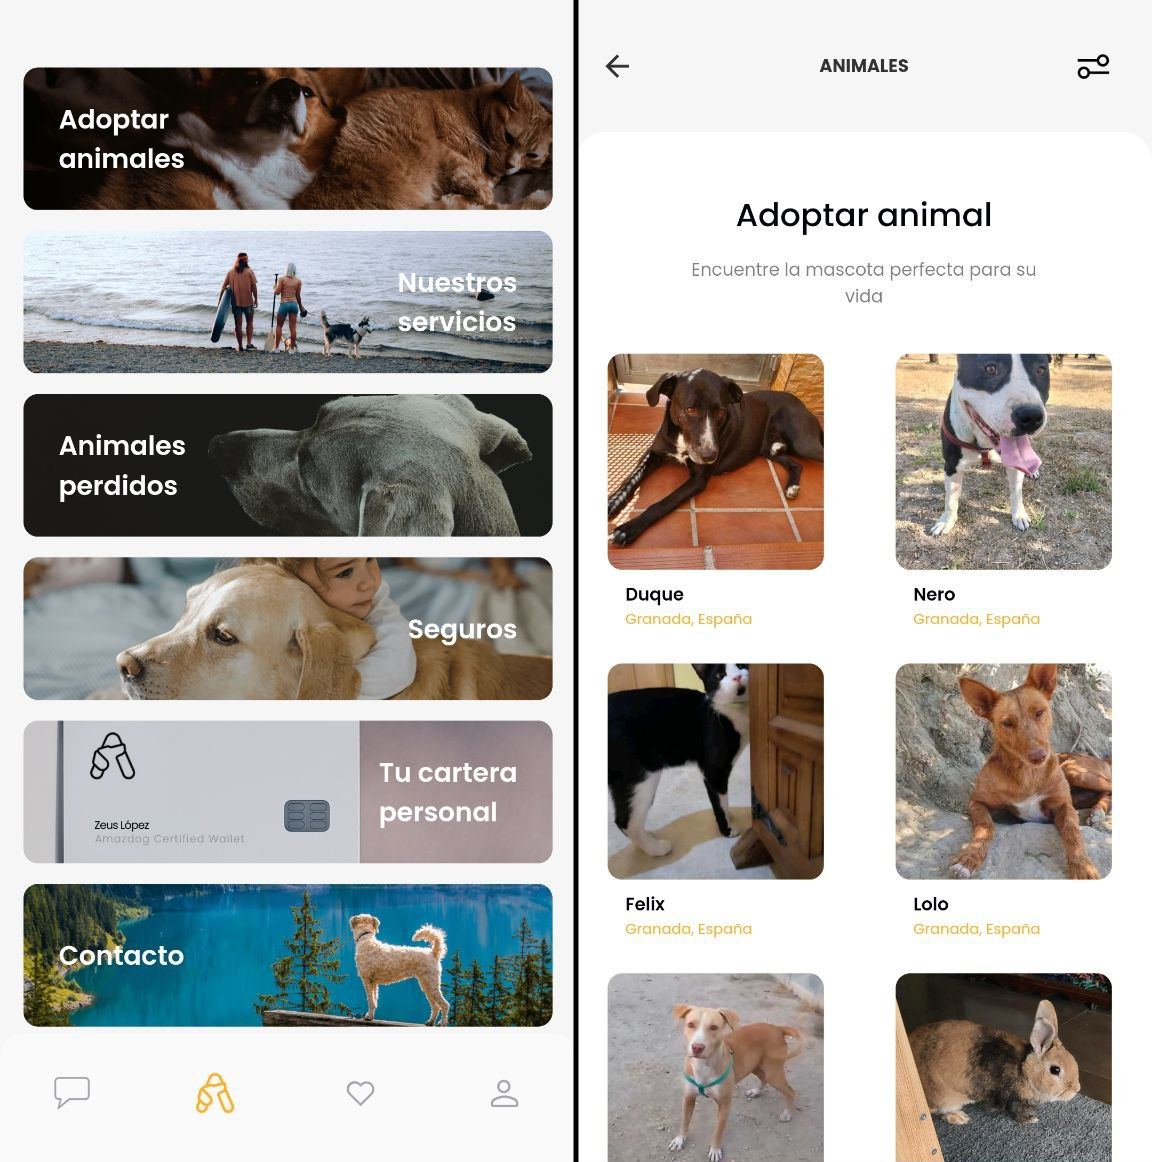 Adoptar
animales
Nuestros
servicios
Animales
perdidos
Seguros
Tu cartera
personal
Zeus López
Amazdog Certified Wallet
Contacto
ANIMALES
Adoptar animal
Encuentre la mascota perfecta para su
vida
Duque
Granada, España
Nero
Granada, España
Felix
Granada, España
Lolo
Granada, España